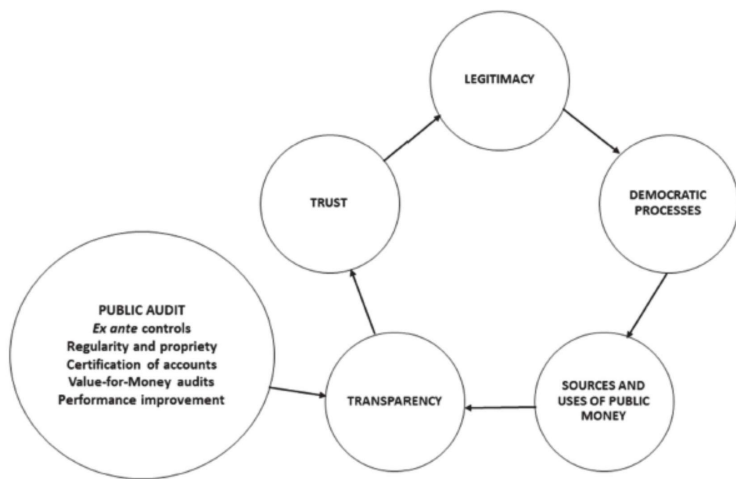 LEGITIMACY
TRUST
DEMOCRATIC
PROCESSES
PUBLIC AUDIT
Ex ante controls
Regularity and propriety
Certification of accounts
Value-for-Money audits
Performance improvement
TRANSPARENCY
SOURCES AND
USES OF PUBLIC
MONEY